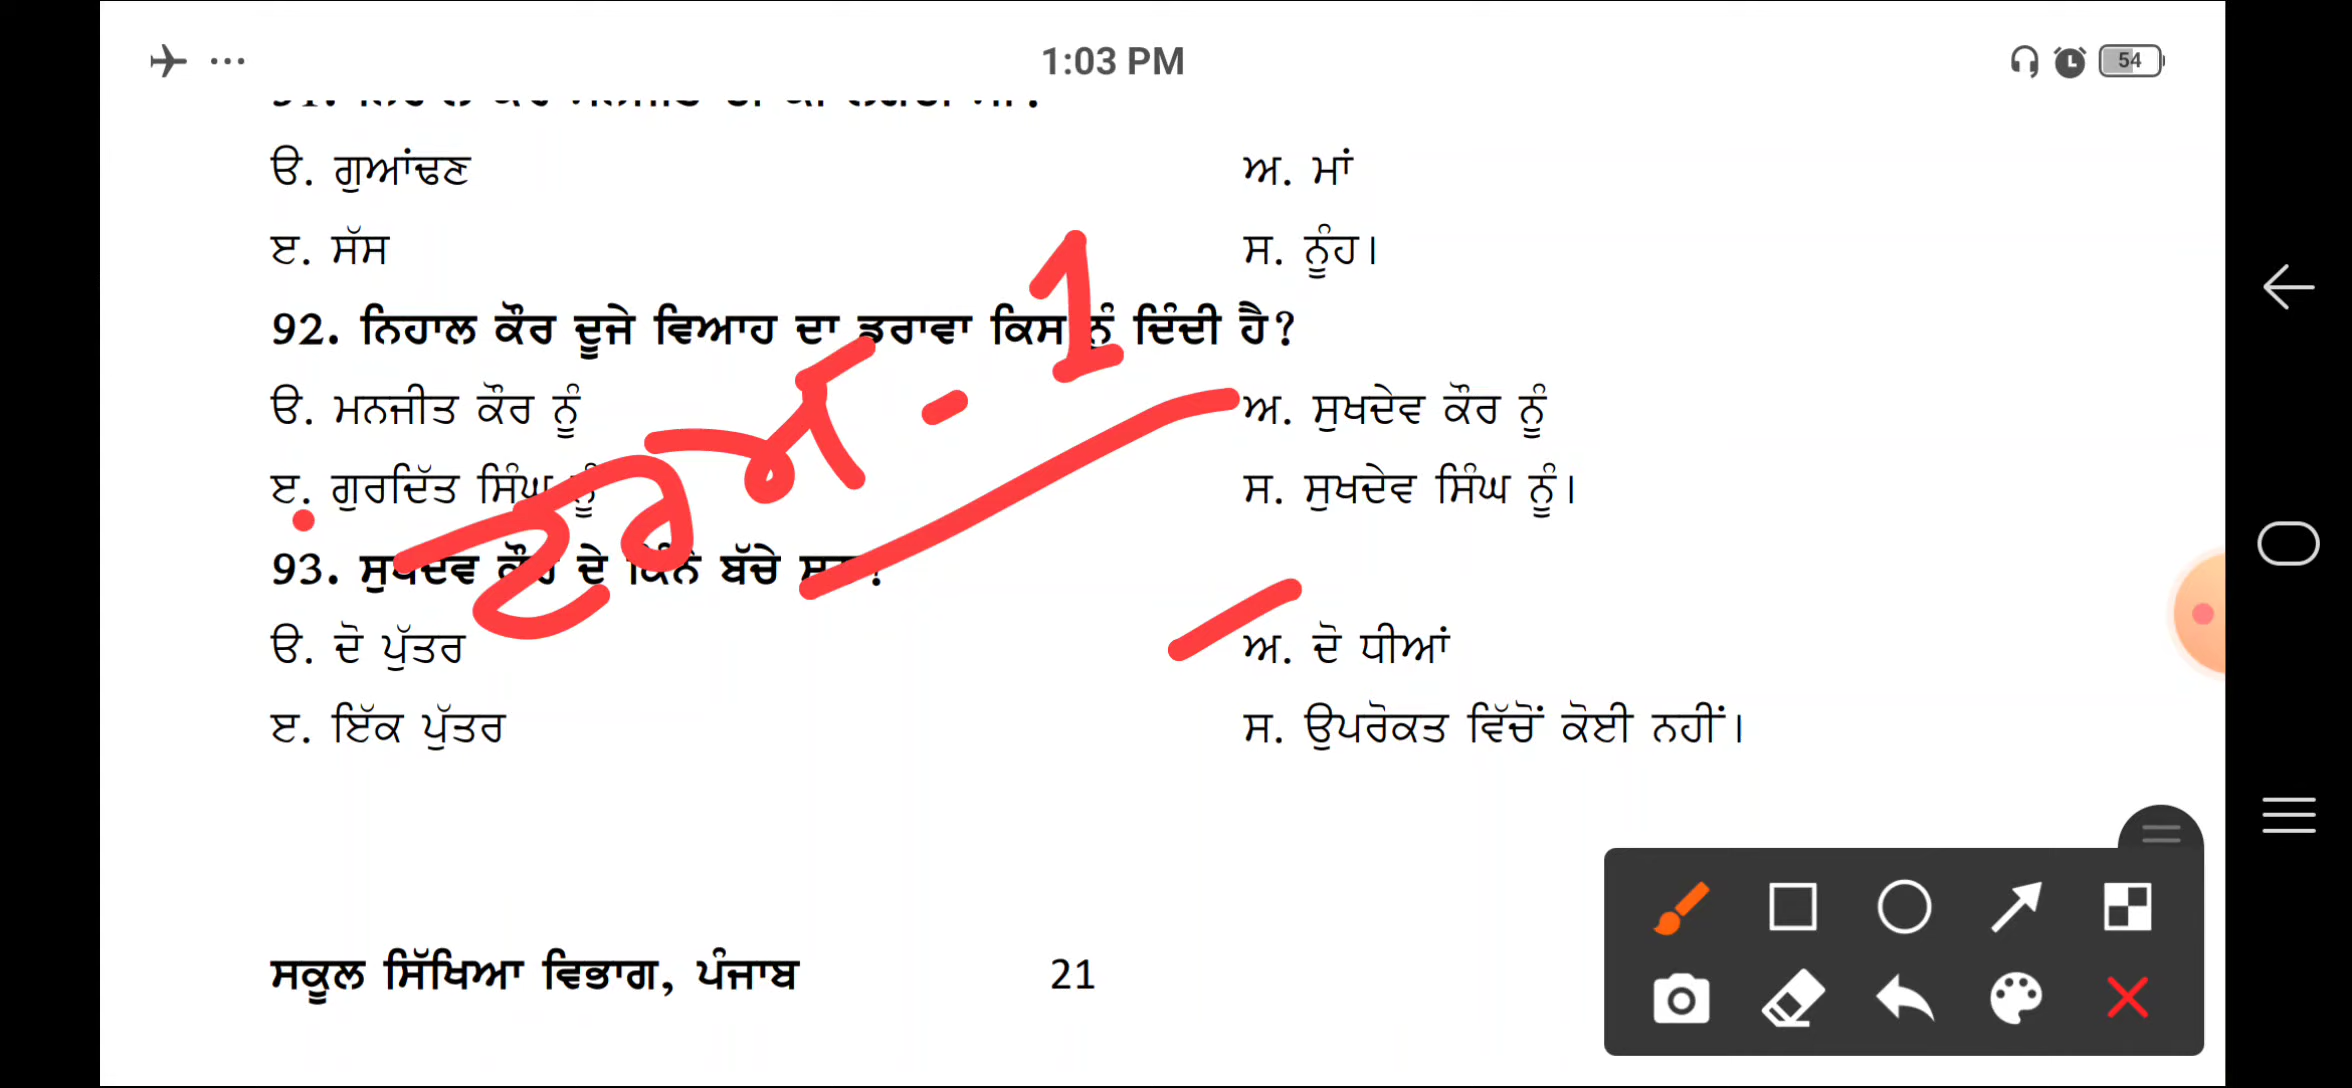 1:03 PM
54
ੳ. ਗੁਆਂਢਣ ਅ. ਮਾਂ
ੲ. ਸੱਸ ਸ. ਨੂੰਹ।
92. ਨਿਹਾਲ ਕੌਰ ਦੂਜੇ ਵਿਆਹ ਦਾ ਡਰਾਵਾ ਕਿਸ ਨੂੰ ਦਿੰਦੀ ਹੈ?
ੳ. ਮਨਜੀਤ ਕੌਰ ਨੂੰ ਅ. ਸੁਖਦੇਵ ਕੌਰ ਨੂੰ
ੲ. ਗੁਰਦਿੱਤ ਸਿੰਘ ਨੂੰ ਸ. ਸੁਖਦੇਵ ਸਿੰਘ ਨੂੰ।
1
93. ਸੁਖਦੇਵ ਕੌਰ ਦੇ ਕਿੰਨੇ ਬੱਚੇ ਸਨ?
ੳ. ਦੋ ਪੁੱਤਰ ਅ. ਦੋ ਧੀਆਂ
ੲ. ਇੱਕ ਪੁੱਤਰ ਸ. ਉਪਰੋਕਤ ਵਿੱਚੋਂ ਕੋਈ ਨਹੀਂ।
ਸਕੂਲ ਸਿੱਖਿਆ ਵਿਭਾਗ, ਪੰਜਾਬ 21